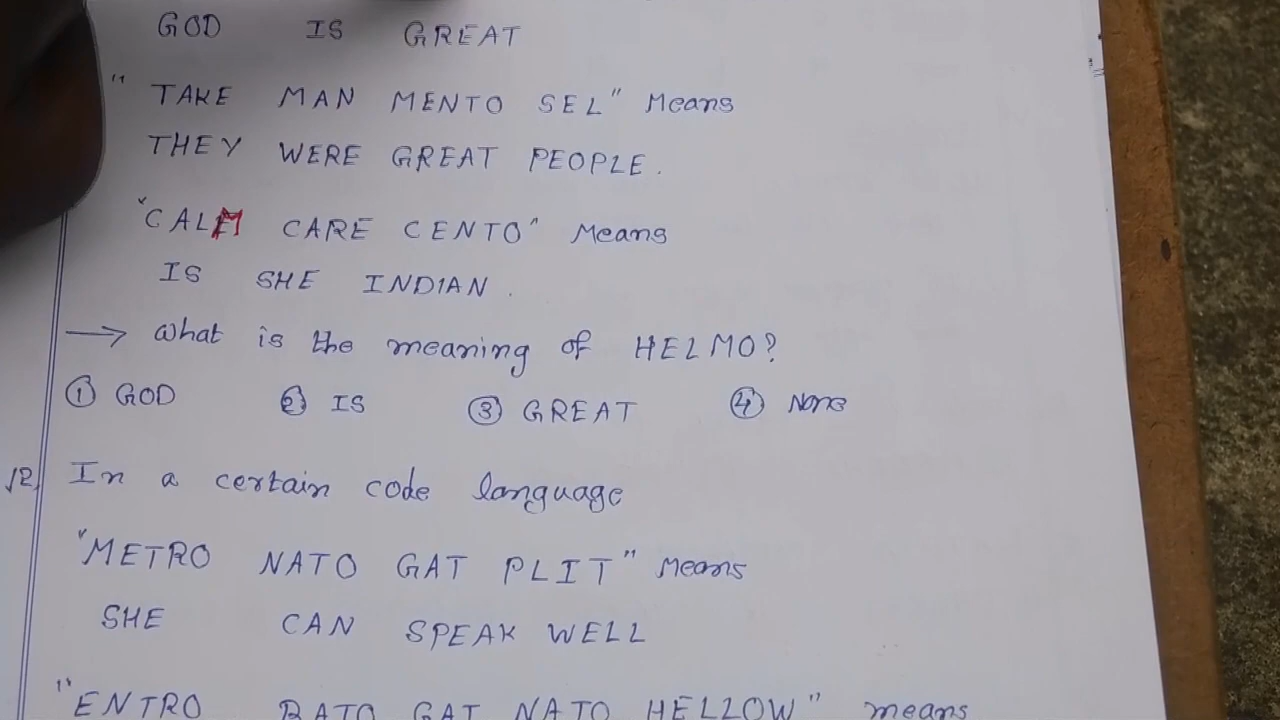 GOD IS GREAT
"TAKE MAN MENTO SEL" Means
THEY WERE GREAT PEOPLE.
"CALM CARE CENTO" Means
IS SHE INDIAN.
→ What is the meaning of HELMO?
① GOD ② IS ③ GREAT ④ None
12 In a certain code language
"METRO NATO GAT PLIT" Means
SHE CAN SPEAK WELL
"ENTRO BATO GAT NATO HELLOW" means